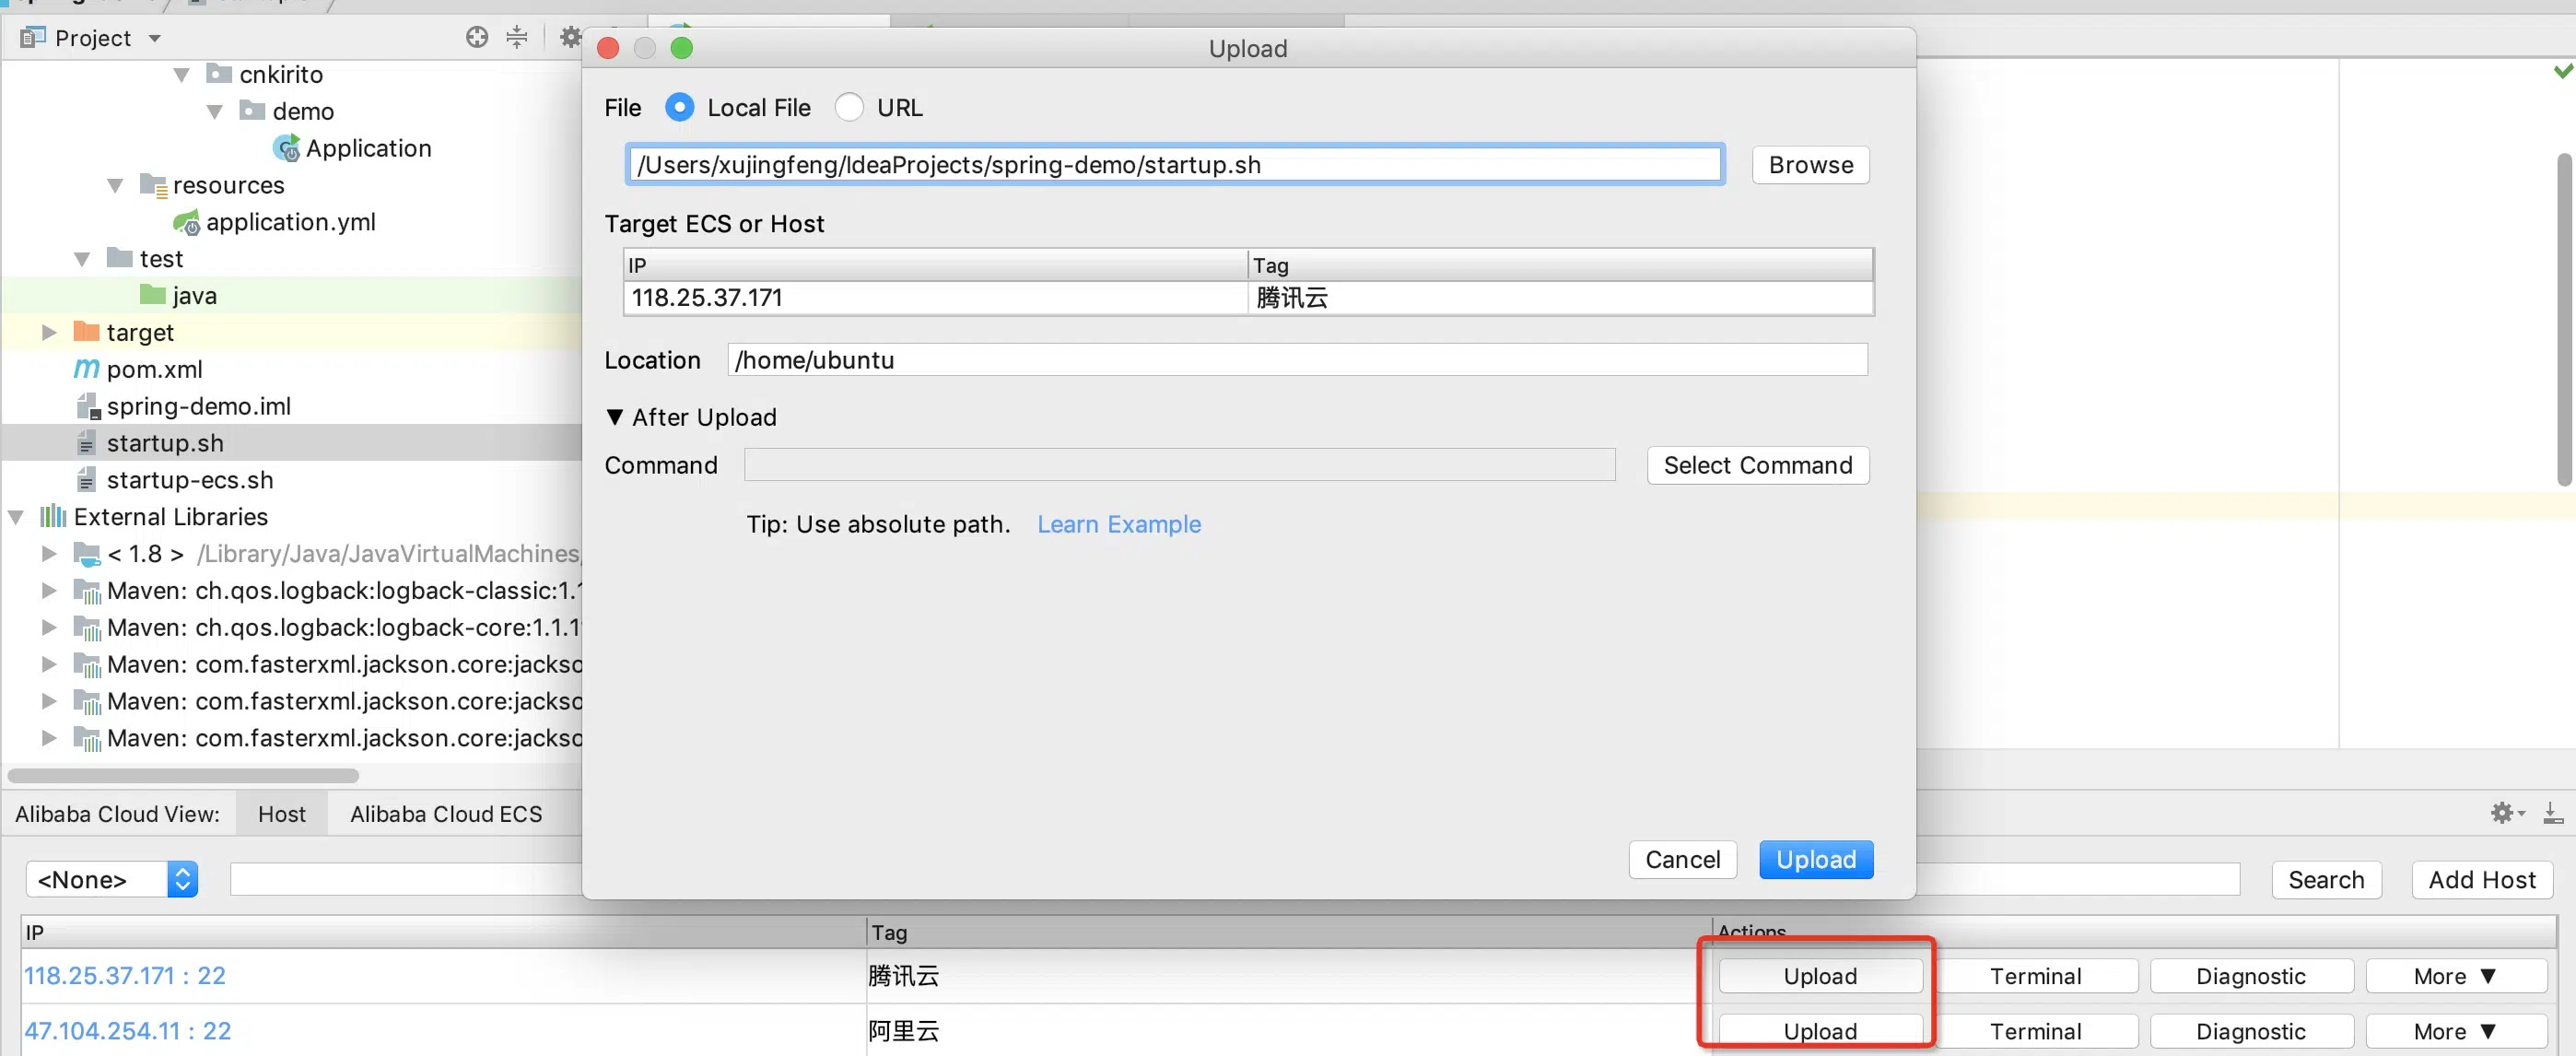 Project
cnkirito
demo
Application
resources
application.yml
test
java
target
pom.xml
spring-demo.iml
startup.sh
startup-ecs.sh
External Libraries
< 1.8 > /Library/Java/JavaVirtualMachines/
Maven: ch.qos.logback:logback-classic:1.1
Maven: ch.qos.logback:logback-core:1.1.1
Maven: com.fasterxml.jackson.core:jackso
Maven: com.fasterxml.jackson.core:jackso
Maven: com.fasterxml.jackson.core:jackso
Upload
File Local File URL
/Users/xujingfeng/IdeaProjects/spring-demo/startup.sh Browse
Target ECS or Host
IP Tag
118.25.37.171 腾讯云
Location /home/ubuntu
After Upload
Command Select Command
Tip: Use absolute path. Learn Example
Cancel Upload
Alibaba Cloud View: Host Alibaba Cloud ECS
<None> Search Add Host
IP Tag Actions
118.25.37.171 : 22 腾讯云 Upload Terminal Diagnostic More
47.104.254.11 : 22 阿里云 Upload Terminal Diagnostic More